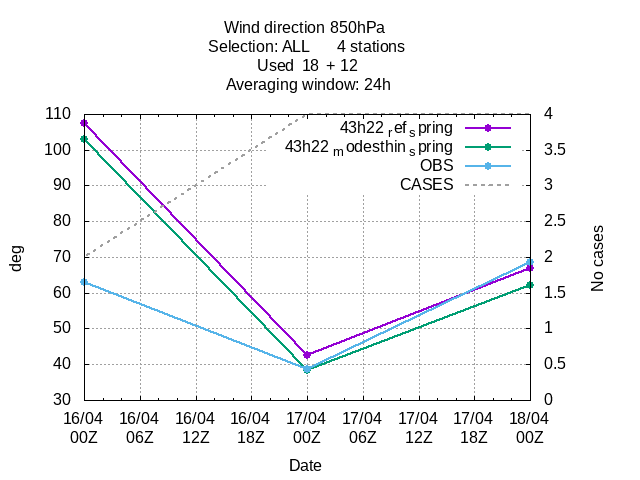 Wind direction 850hPa
Selection: ALL 4 stations
Used 18 + 12
Averaging window: 24h
110
100
90
80
70
60
50
40
30
deg
4
3.5
3
2.5
2
1.5
1
0.5
0
No cases
43h22 ref spring
43h22 modesthin spring
OBS
CASES
16/04 16/04 16/04 16/04 17/04 17/04 17/04 17/04 18/04
00Z 06Z 12Z 18Z 00Z 06Z 12Z 18Z 00Z
Date